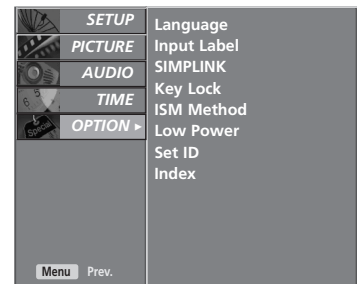 SETUP
PICTURE
AUDIO
TIME
OPTION ►
Language
Input Label
SIMPLINK
Key Lock
ISM Method
Low Power
Set ID
Index
Menu Prev.